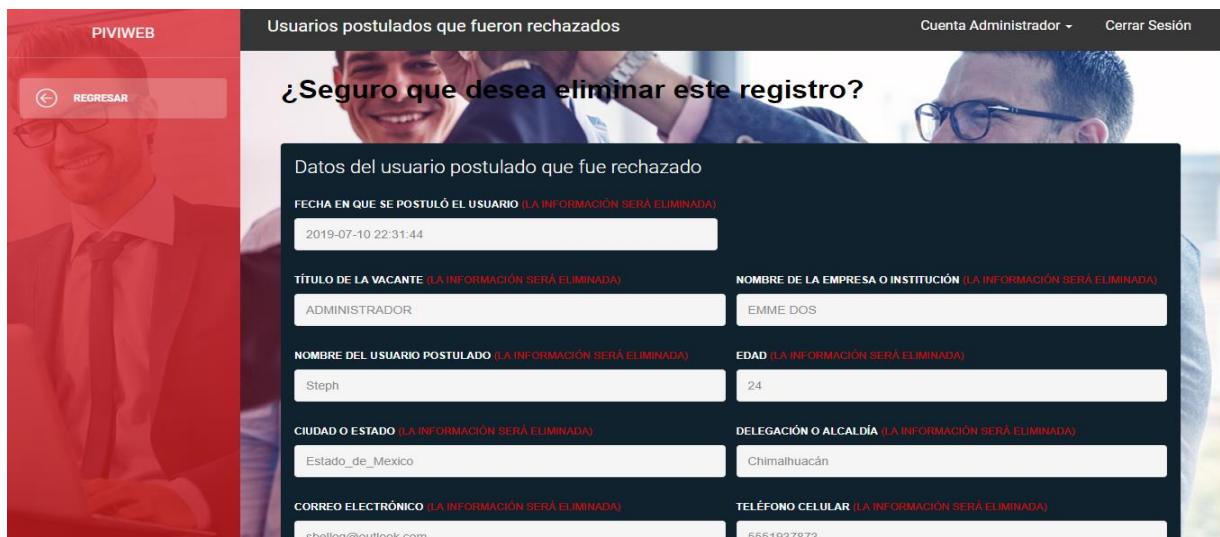 PIVIWEB
Usuarios postulados que fueron rechazados
Cuenta Administrador
Cerrar Sesión
REGRESAR
¿Seguro que desea eliminar este registro?
Datos del usuario postulado que fue rechazado
FECHA EN QUE SE POSTULÓ EL USUARIO (LA INFORMACIÓN SERÁ ELIMINADA)
2019-07-10 22:31:44
TÍTULO DE LA VACANTE (LA INFORMACIÓN SERÁ ELIMINADA)
NOMBRE DE LA EMPRESA O INSTITUCIÓN (LA INFORMACIÓN SERÁ ELIMINADA)
ADMINISTRADOR
EMME DOS
NOMBRE DEL USUARIO POSTULADO (LA INFORMACIÓN SERÁ ELIMINADA)
EDAD (LA INFORMACIÓN SERÁ ELIMINADA)
Steph
24
CIUDAD O ESTADO (LA INFORMACIÓN SERÁ ELIMINADA)
DELEGACIÓN O ALCALDÍA (LA INFORMACIÓN SERÁ ELIMINADA)
Estado_de_Mexico
Chimalhuacán
CORREO ELECTRÓNICO (LA INFORMACIÓN SERÁ ELIMINADA)
TELÉFONO CELULAR (LA INFORMACIÓN SERÁ ELIMINADA)